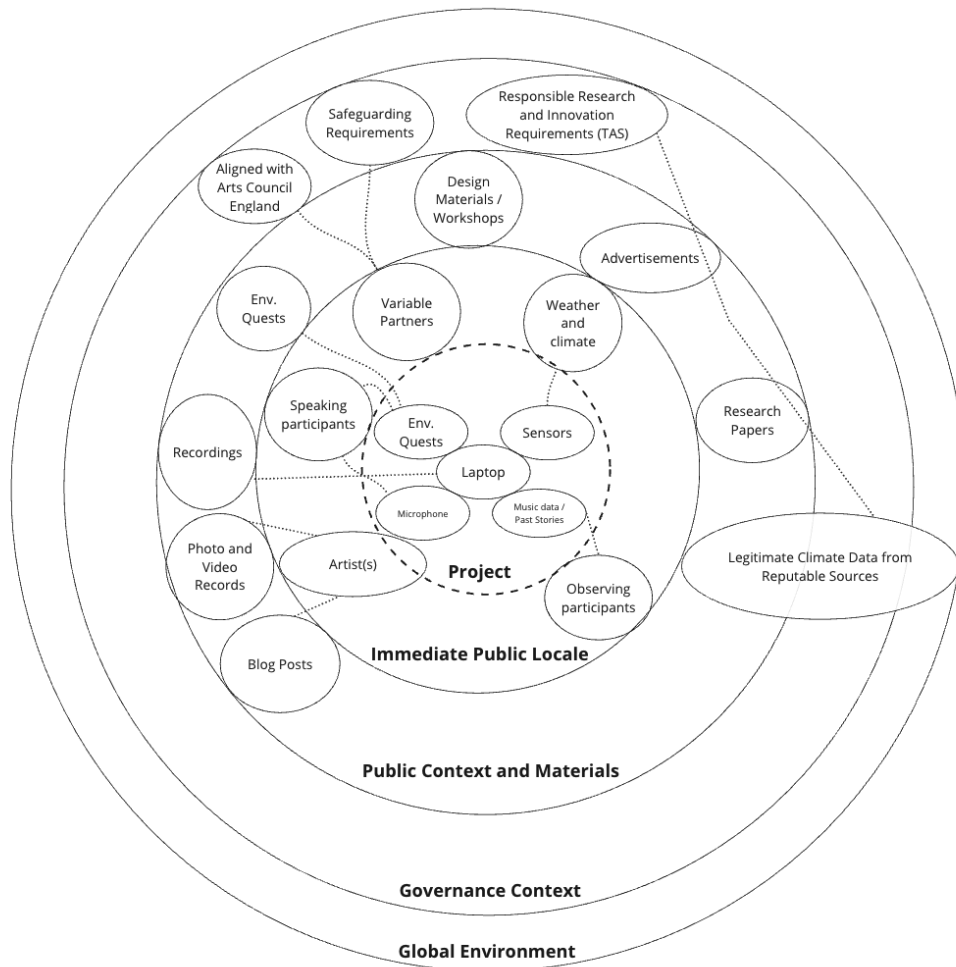 Safeguarding
Requirements
Responsible Research
and Innovation
Requirements (TAS)
Aligned with
Arts Council
England
Design
Materials /
Workshops
Advertisements
Env.
Quests
Variable
Partners
Weather
and
climate
Speaking
participants
Env.
Quests
Sensors
Research
Papers
Recordings
Laptop
Microphone
Music data /
Past Stories
Photo and
Video
Records
Artist(s)
Project
Observing
participants
Legitimate Climate Data from
Reputable Sources
Immediate Public Locale
Blog Posts
Public Context and Materials
Governance Context
Global Environment